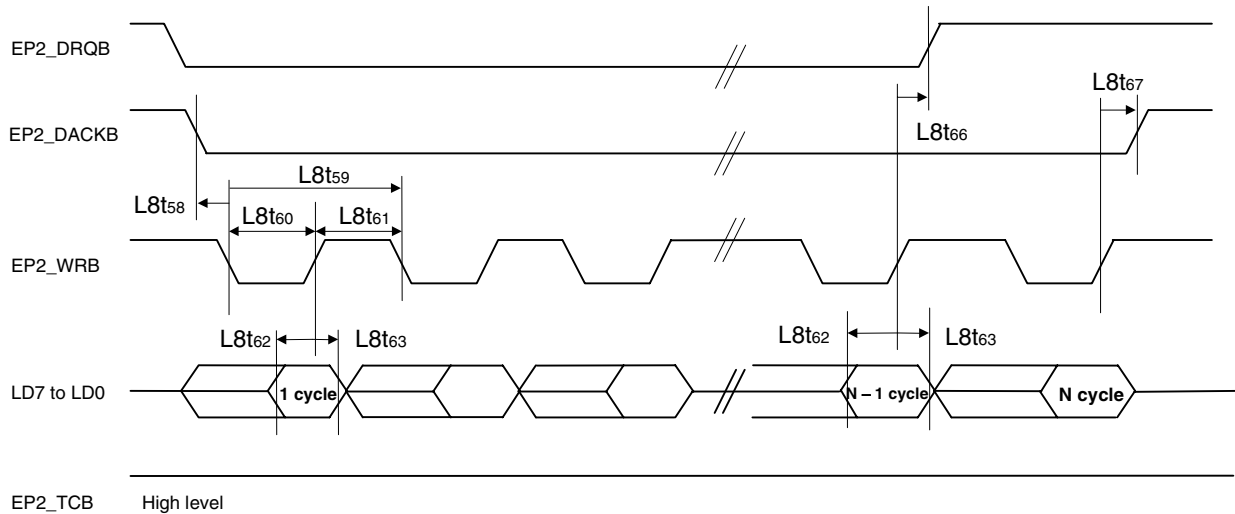 EP2_DRQB
L8t67
EP2_DACKB
L8t66
L8t59
L8t58
L8t60
L8t61
EP2_WRB
L8t62
L8t63
L8t62
L8t63
LD7 to LD0
1 cycle
N – 1 cycle
N cycle
EP2_TCB
High level